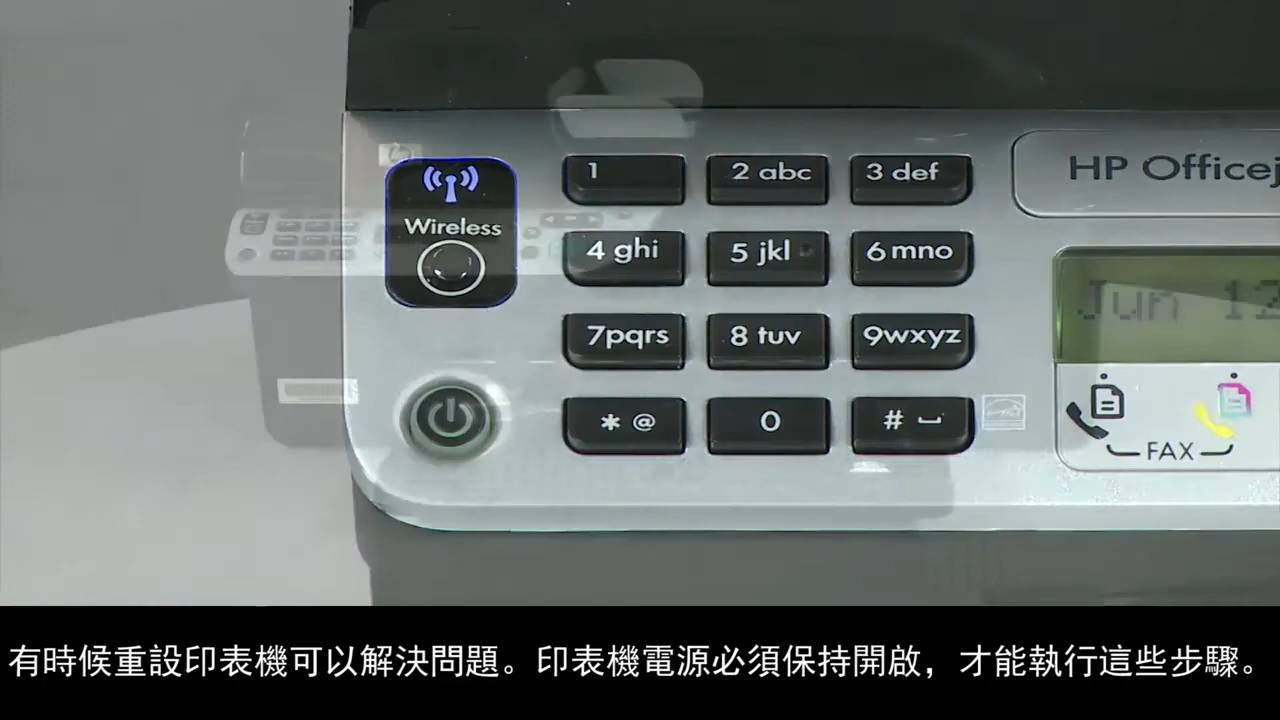 Wireless
1
2 abc
3 def
4 ghi
5 jkl
6 mno
7pqrs
8 tuv
9wxyz
* @
0
#
HP Officej
Jun 12
FAX
有時候重設印表機可以解決問題。印表機電源必須保持開啟，才能執行這些步驟。